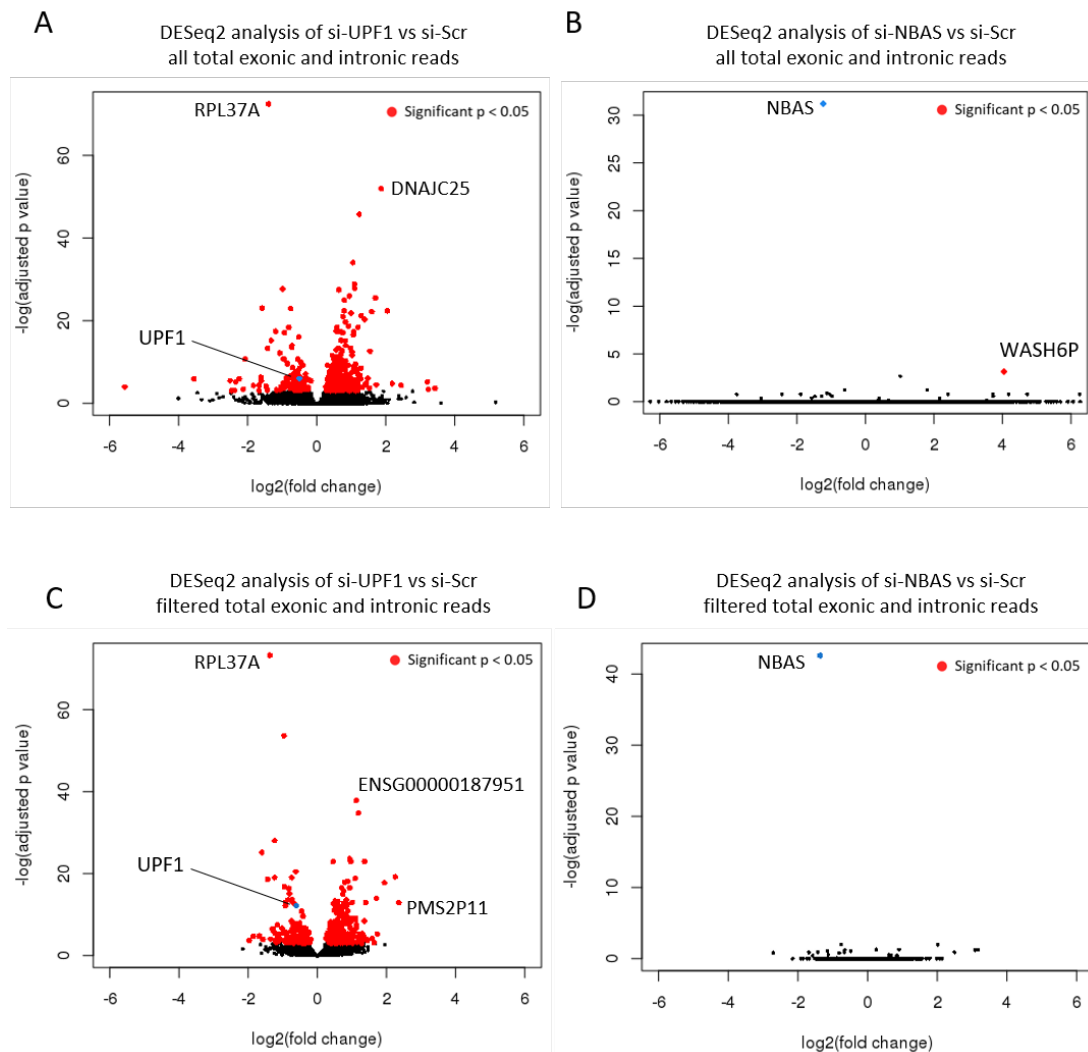 A
DESeq2 analysis of si-UPF1 vs si-Scr
all total exonic and intronic reads
RPL37A
Significant p < 0.05
DNAJC25
UPF1
-log(adjusted p value)
0
20
40
60
-6
-4
-2
0
2
4
6
log2(fold change)
B
DESeq2 analysis of si-NBAS vs si-Scr
all total exonic and intronic reads
NBAS
Significant p < 0.05
WASH6P
-log(adjusted p value)
0
5
10
15
20
25
30
-6
-4
-2
0
2
4
6
log2(fold change)
C
DESeq2 analysis of si-UPF1 vs si-Scr
filtered total exonic and intronic reads
RPL37A
Significant p < 0.05
ENSG00000187951
UPF1
PMS2P11
-log(adjusted p value)
0
20
40
60
-6
-4
-2
0
2
4
6
log2(fold change)
D
DESeq2 analysis of si-NBAS vs si-Scr
filtered total exonic and intronic reads
NBAS
Significant p < 0.05
-log(adjusted p value)
0
10
20
30
40
-6
-4
-2
0
2
4
6
log2(fold change)